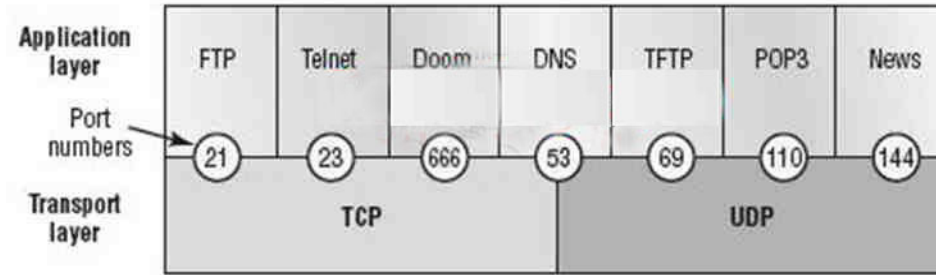 Application layer
FTP Telnet Doom DNS TFTP POP3 News
Port numbers
21 23 666 53 69 110 144
Transport layer
TCP UDP